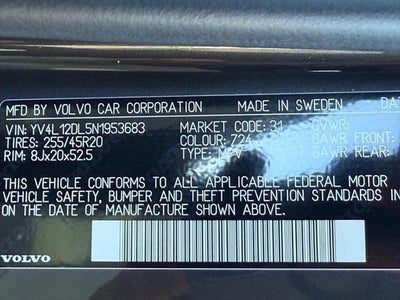 MFD BY VOLVO CAR CORPORATION MADE IN SWEDEN DA
VIN: YV4L12DL5N1953683 MARKET CODE: 31 GVWR:
TIRES: 255/45R20 COLOUR: 724 GAWR FRONT:
RIM: 8Jx20x52.5 V GAWR REAR:
THIS VEHICLE CONFORMS TO ALL APPLICABLE FEDERAL MOTOR
VEHICLE SAFETY, BUMPER AND THEFT PREVENTION STANDARDS IN
ON THE DATE OF MANUFACTURE SHOWN ABOVE.
VOLVO